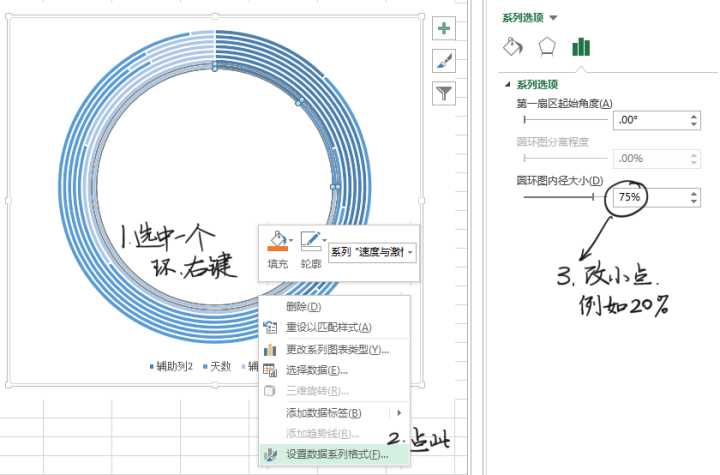 系列选项
系列选项
第一扇区起始角度(A)
.00°
圆环图分离程度
.00%
圆环图内径大小(D)
75%
1.选中一个
环.右键
填充
轮廓
系列 "速度与激情
3.改小点.
例如20%
删除(D)
重设以匹配样式(A)
更改系列图表类型(Y)...
选择数据(E)...
三维旋转(R)...
添加数据标签(B)
添加趋势线(R)...
设置数据系列格式(F)...
2.点此
辅助列2
天数
辅